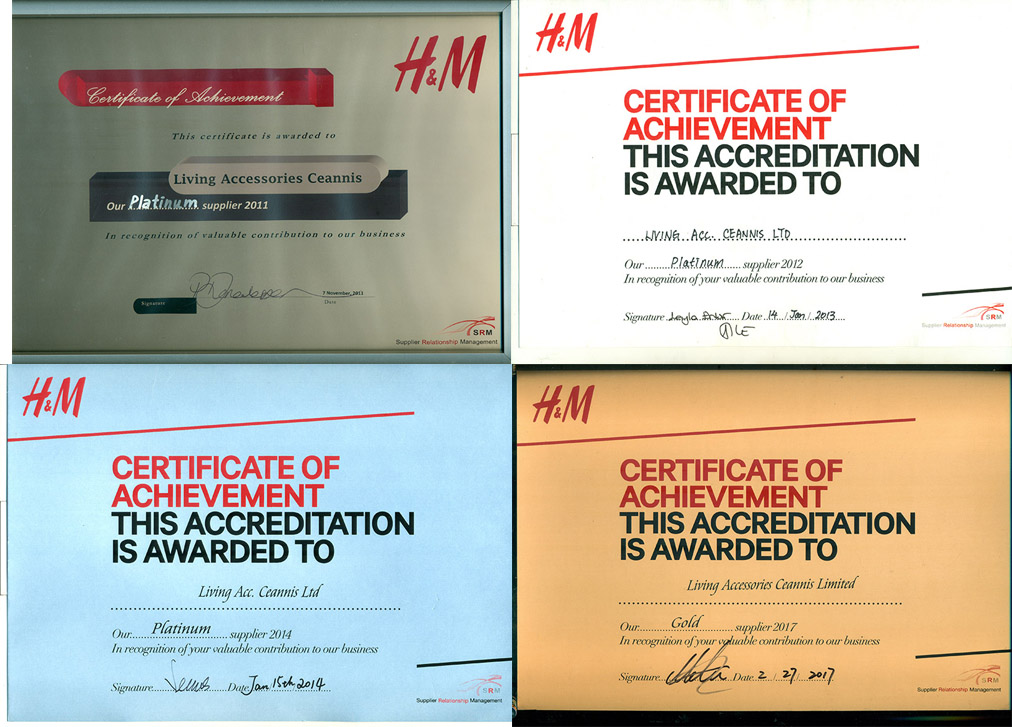 H&M
Certificate of Achievement
This certificate is awarded to
Living Accessories Ceannis
Our Platinum supplier 2011
In recognition of valuable contribution to our business
7 November, 2011
Signature
Date
SRM
Supplier Relationship Management
H&M
CERTIFICATE OF
ACHIEVEMENT
THIS ACCREDITATION
IS AWARDED TO
LIVING ACC. CEANNIS LTD
Our Platinum supplier 2012
In recognition of your valuable contribution to our business
Signature Date 14 / Jan / 2013
SRM
Supplier Relationship Management
H&M
CERTIFICATE OF
ACHIEVEMENT
THIS ACCREDITATION
IS AWARDED TO
Living Acc. Ceannis Ltd
Our Platinum supplier 2014
In recognition of your valuable contribution to our business
Signature Date Jan 15th 2014
SRM
Supplier Relationship Management
H&M
CERTIFICATE OF
ACHIEVEMENT
THIS ACCREDITATION
IS AWARDED TO
Living Accessories Ceannis Limited
Our Gold supplier 2017
In recognition of your valuable contribution to our business
Signature Date 2 / 27 / 2017
SRM
Supplier Relationship Management